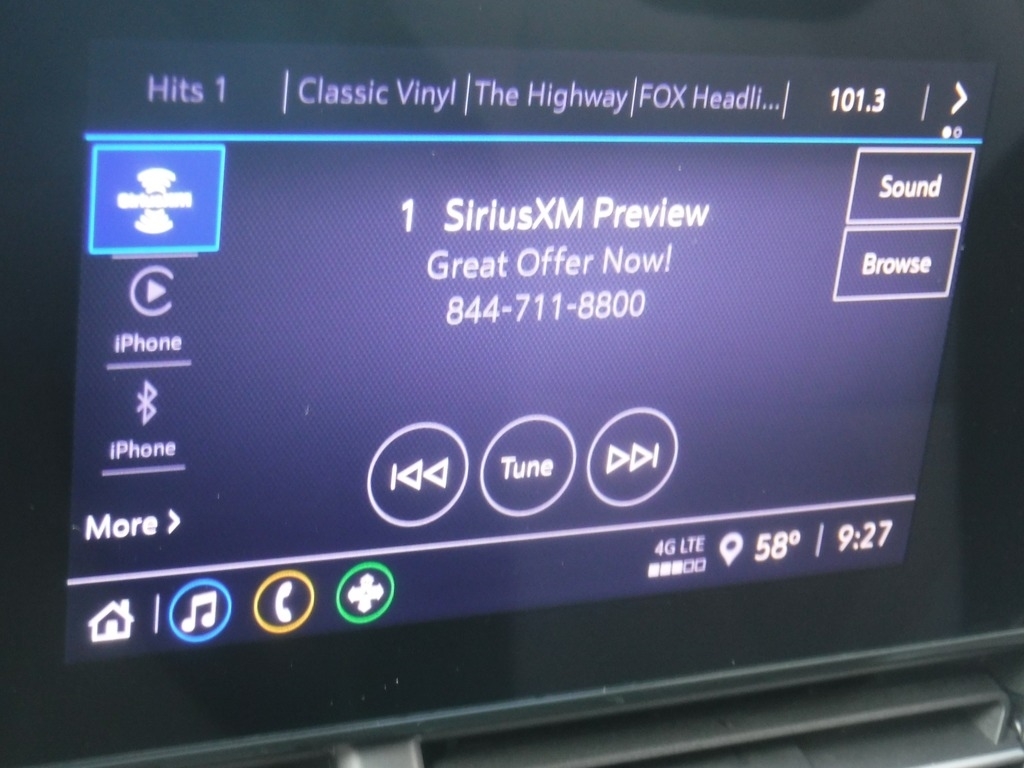 Hits 1
Classic Vinyl
The Highway
FOX Headli...
101.3
SiriusXM
Sound
1 SiriusXM Preview
Great Offer Now!
Browse
844-711-8800
iPhone
iPhone
Tune
More
4G LTE
58°
9:27